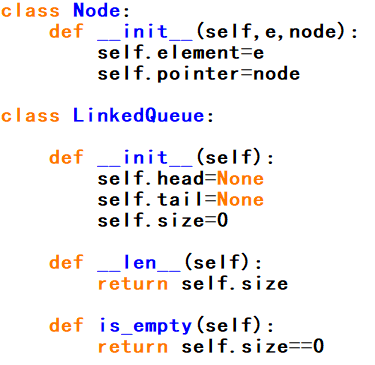 class Node:
    def __init__(self,e,node):
        self.element=e
        self.pointer=node

class LinkedQueue:

    def __init__(self):
        self.head=None
        self.tail=None
        self.size=0

    def __len__(self):
        return self.size

    def is_empty(self):
        return self.size==0